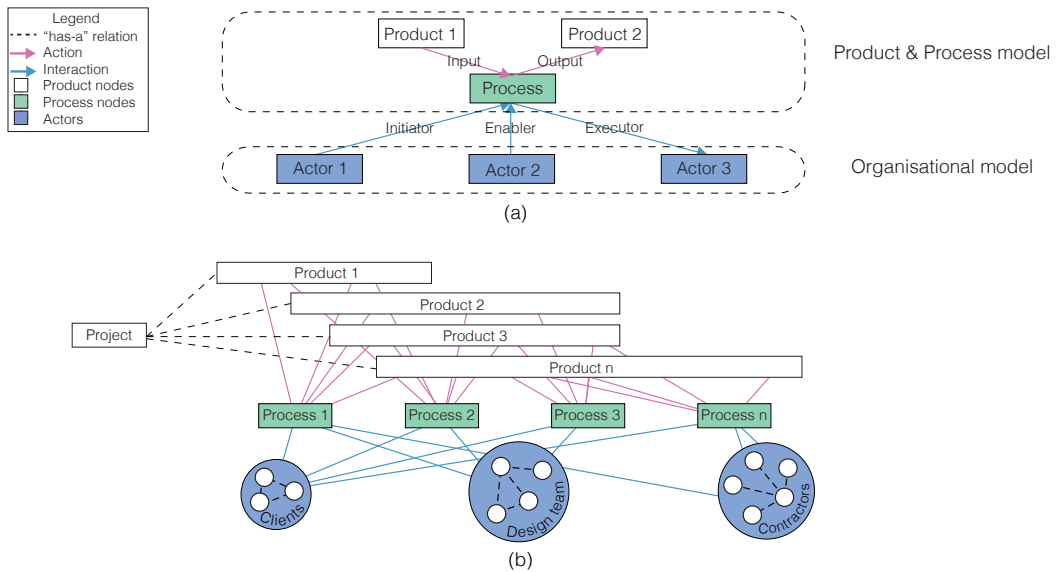 Legend
"has-a" relation
Action
Interaction
Product nodes
Process nodes
Actors
Product 1
Product 2
Input
Output
Process
Product & Process model
Initiator
Enabler
Executor
Actor 1
Actor 2
Actor 3
Organisational model
(a)
Product 1
Product 2
Project
Product 3
Product n
Process 1
Process 2
Process 3
Process n
Clients
Design team
Contractors
(b)